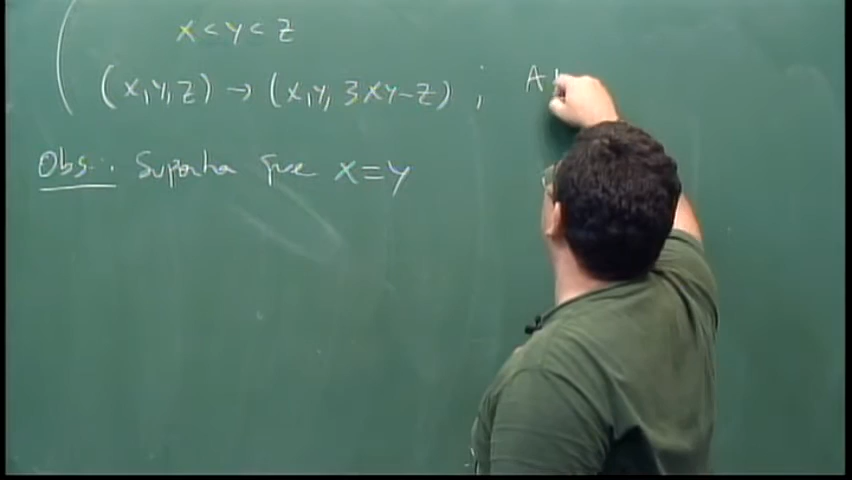 x < y < z
(x,y,z) → (x,y, 3xy-z) ; A
Obs.: Suponha que x=y